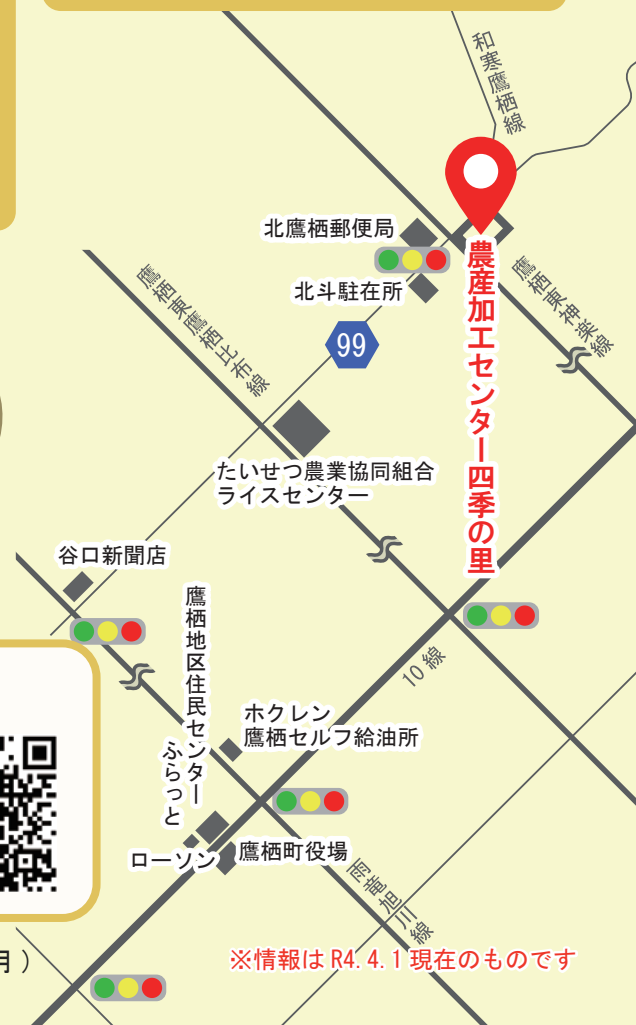 和寒鷹栖線
北鷹栖郵便局
北斗駐在所
鷹栖東神楽線
鷹栖東鷹栖比布線
99
農産加工センター四季の里
たいせつ農業協同組合
ライスセンター
谷口新聞店
鷹栖地区住民センター
ふらっと
10線
ホクレン
鷹栖セルフ給油所
ローソン
鷹栖町役場
雨竜旭川線
月）
※情報はR4.4.1現在のものです